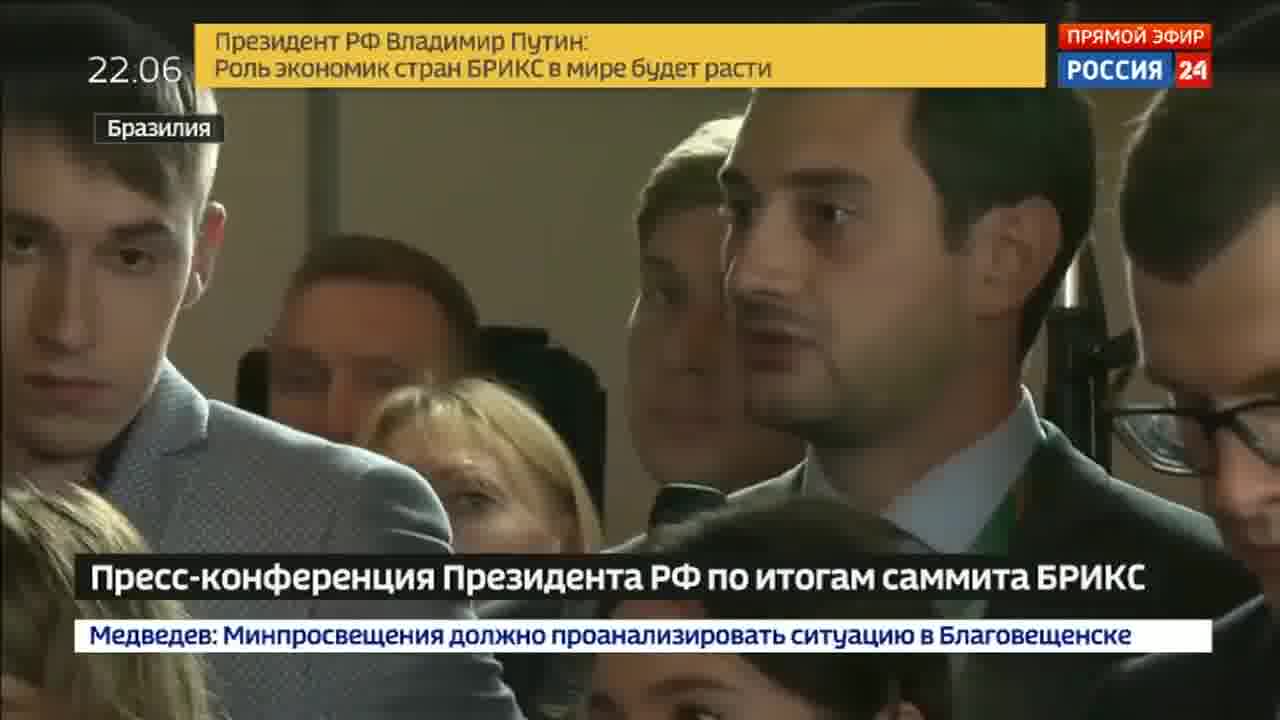 22.06
Президент РФ Владимир Путин:
Роль экономик стран БРИКС в мире будет расти
ПРЯМОЙ ЭФИР
РОССИЯ 24
Бразилия
Пресс-конференция Президента РФ по итогам саммита БРИКС
Медведев: Минпросвещения должно проанализировать ситуацию в Благовещенске